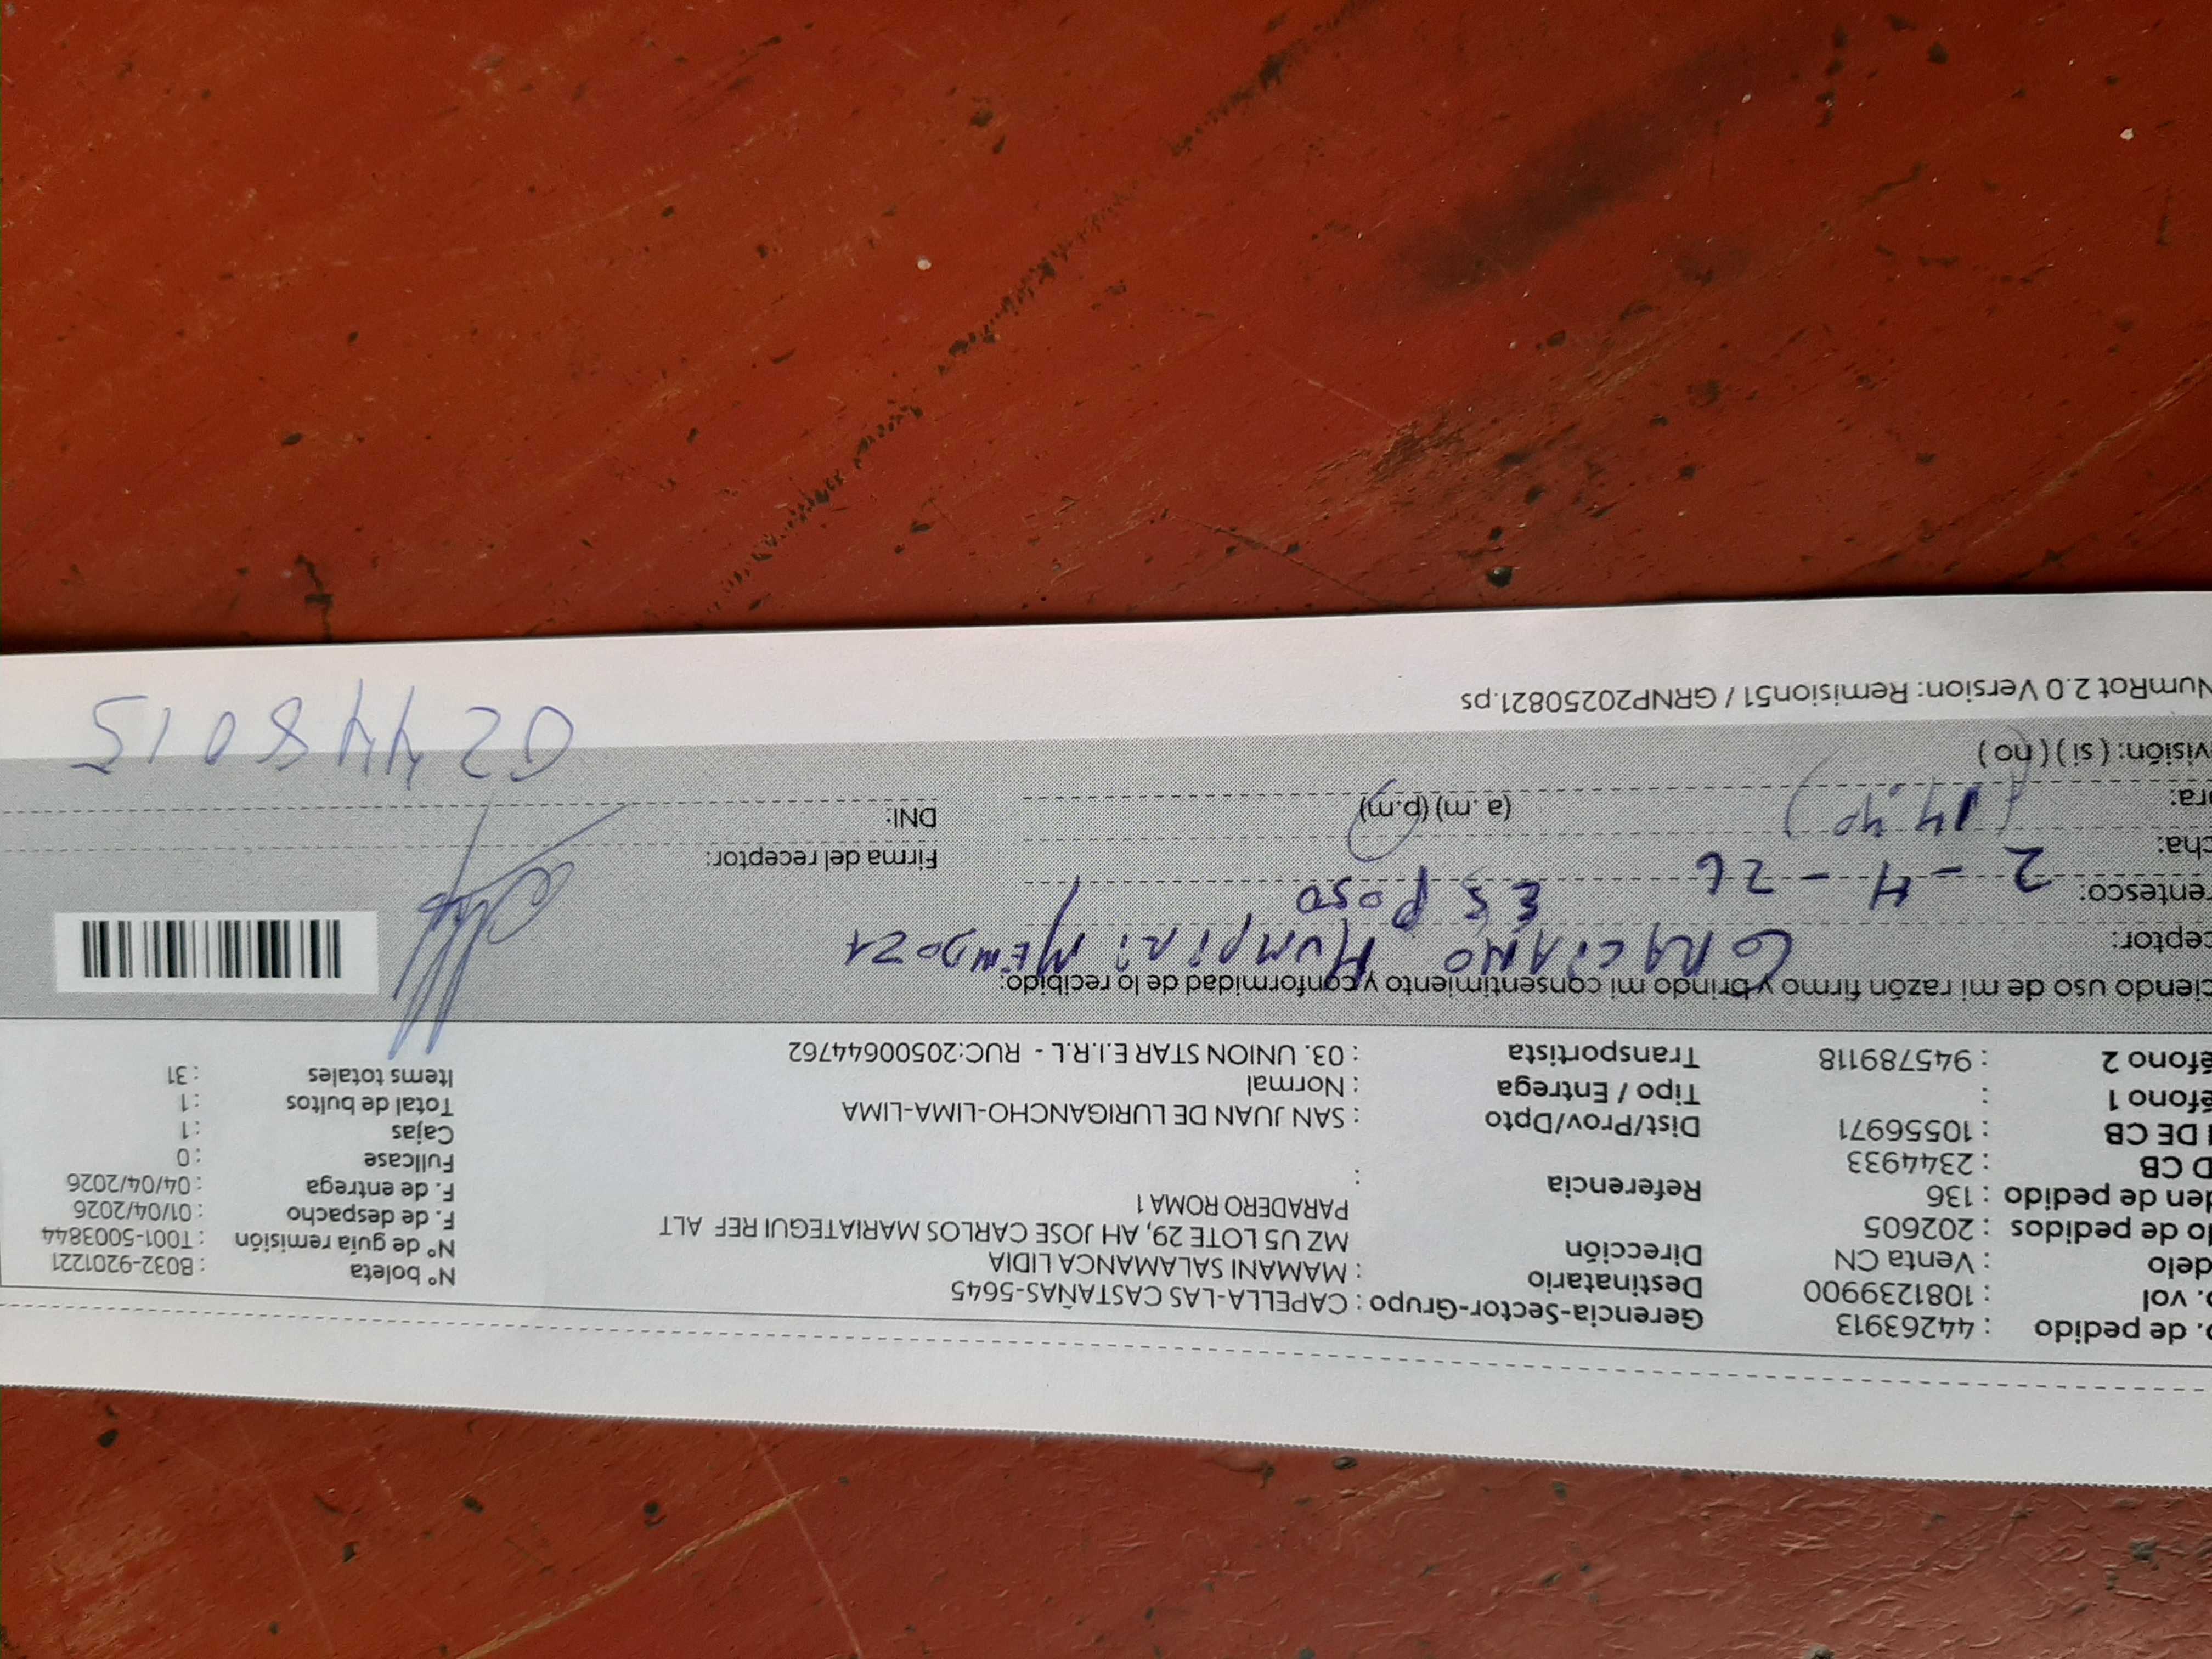 o. de pedido : 44263913 Gerencia-Sector-Grupo : CAPELLA-LAS CASTAÑAS-5645
o. vol : 1081239900 Destinatario : MAMANI SALAMANCA LIDIA Nº boleta : B032-9201221
delo : Venta CN Dirección MZ U5 LOTE 29, AH JOSE CARLOS MARIATEGUI REF ALT Nº de guía remisión : T001-5003844
lo de pedidos : 202605 PARADERO ROMA 1 F. de despacho : 01/04/2026
den de pedido : 136 Referencia : F. de entrega : 04/04/2026
D CB : 2344933 Fullcase : 0
I DE CB : 10556971 Dist/Prov/Dpto : SAN JUAN DE LURIGANCHO-LIMA-LIMA Cajas : 1
éfono 1 : Tipo / Entrega : Normal Total de bultos : 1
éfono 2 : 945789118 Transportista : 03. UNION STAR E.I.R.L - RUC:20500644762 Items totales : 31
ciendo uso de mi razón firmo y brindo mi consentimiento y conformidad de lo recibido:
ceptor: GRACIANO HUMPIRI MENDOZA
entesco: ESPOSO Firma del receptor:
cha: 2 - 4 - 26
ora: (14.40) (a.m) (p.m) DNI: 02448015
visión: ( si ) ( no )
NumRot 2.0 Version: Remision51 / GRNP20250821.ps